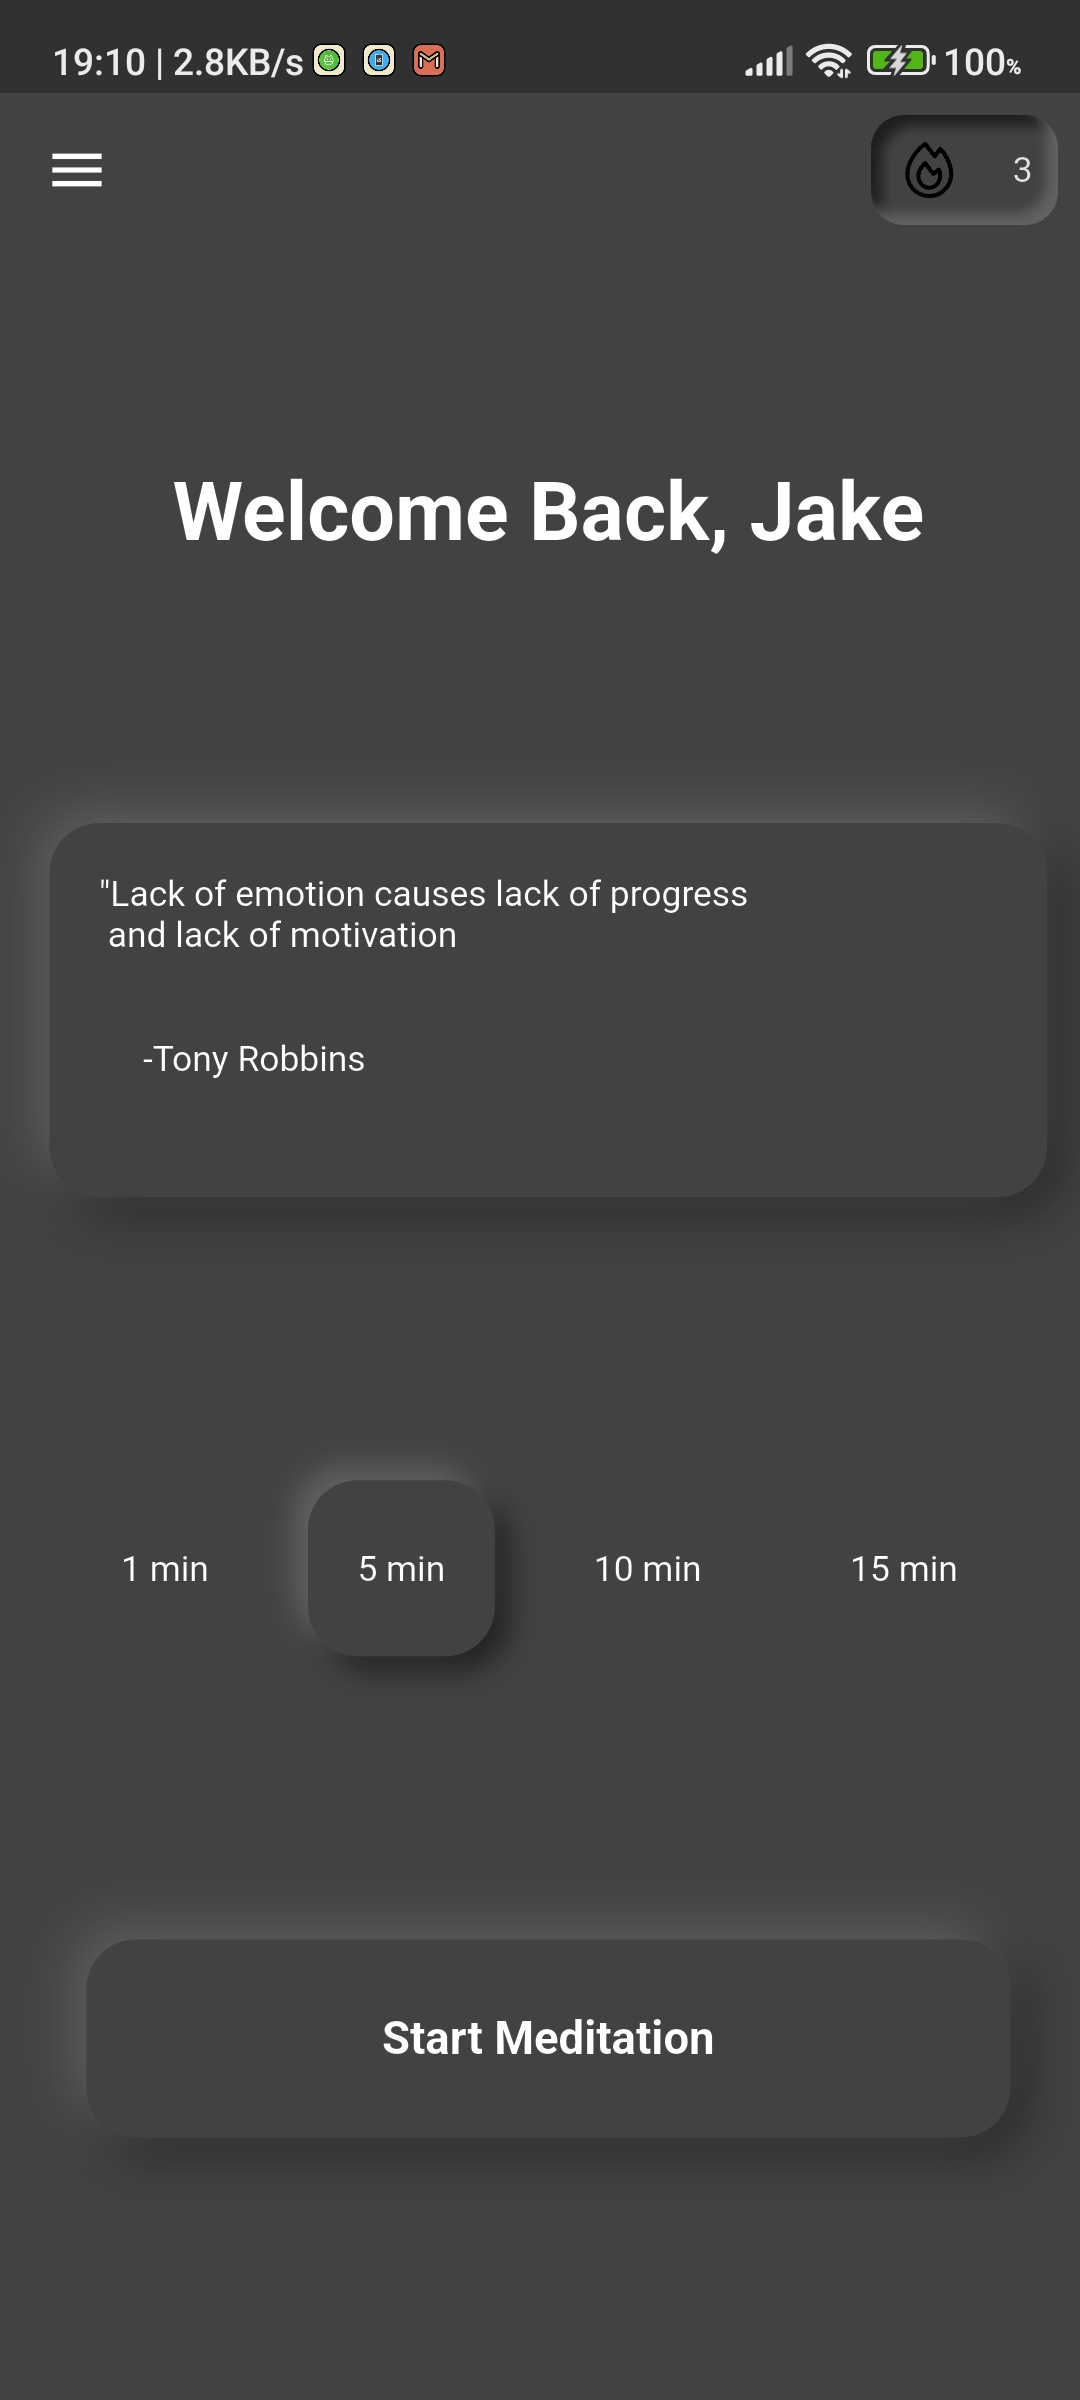 19:10 | 2.8KB/s 100%
3
Welcome Back, Jake
"Lack of emotion causes lack of progress
and lack of motivation
-Tony Robbins
1 min 5 min 10 min 15 min
Start Meditation